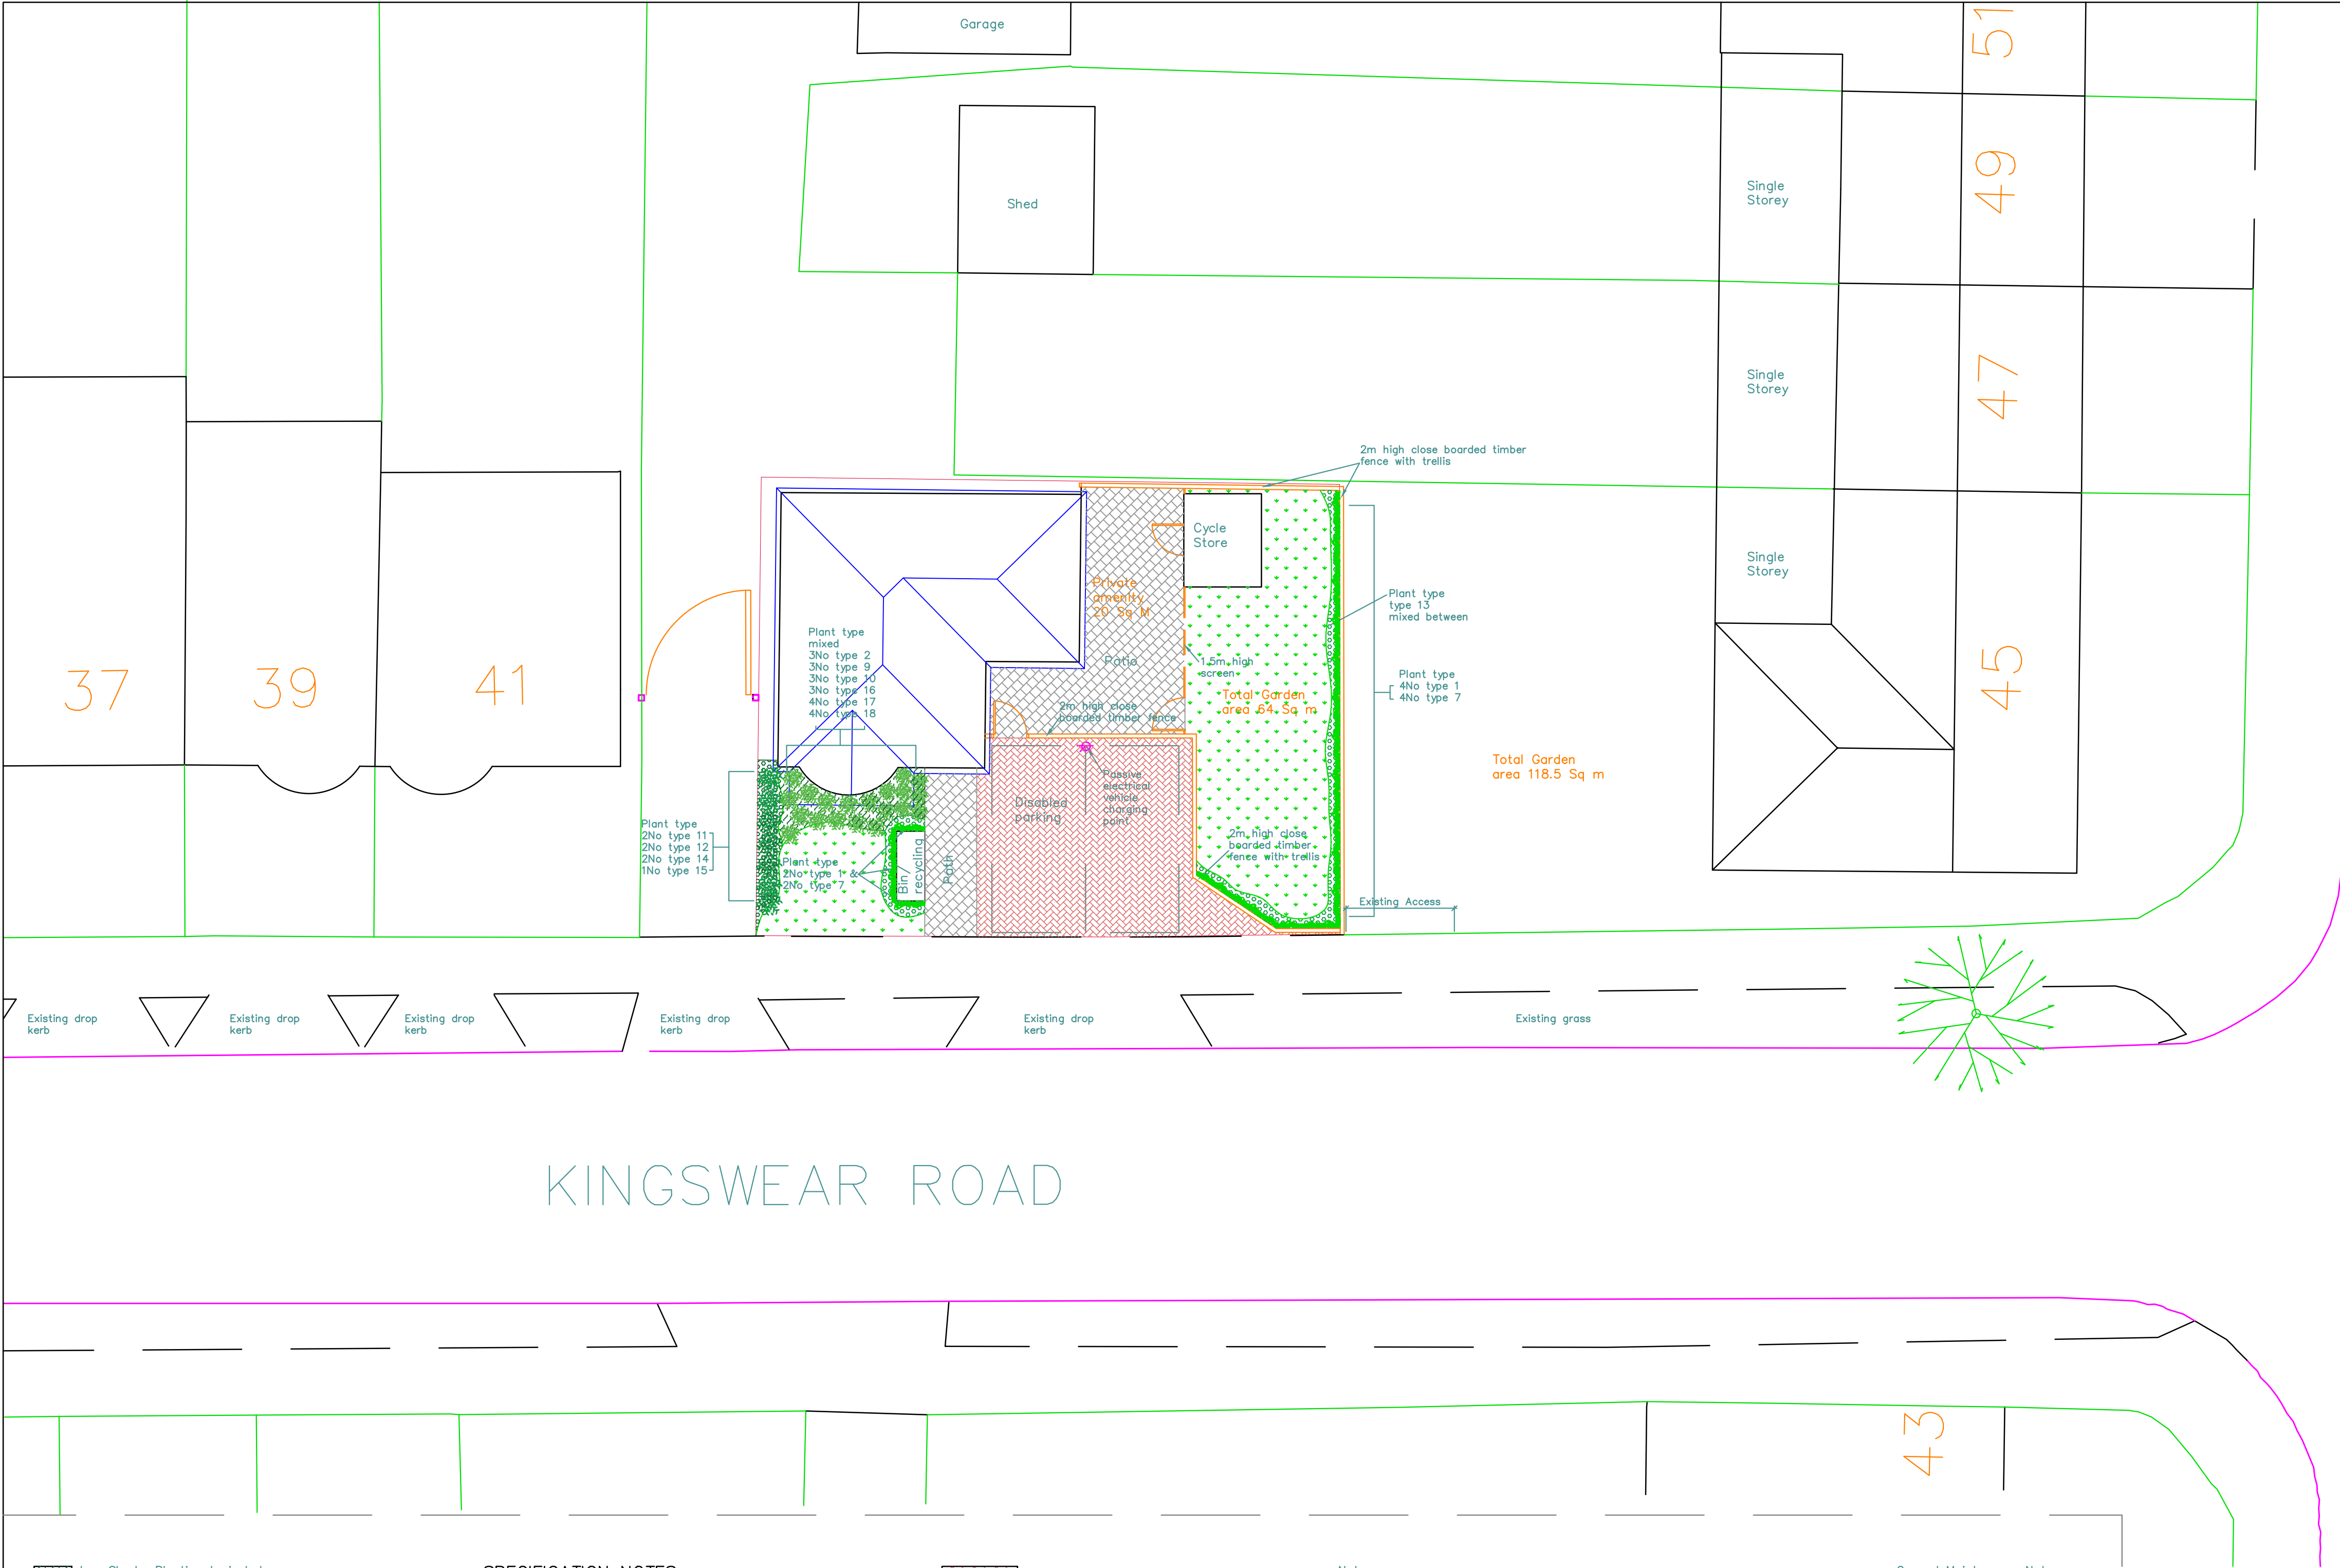 Garage
51
Shed
Single
Storey
49
Single
Storey
47
2m high close boarded timber
fence with trellis
Cycle
Store
Single
Storey
Private
amenity
20 Sq M
Plant type
type 13
mixed between
Plant type
mixed
3No type 2
3No type 9
3No type 10
3No type 16
4No type 17
4No type 18
Patio
1.5m high
screen
Plant type
4No type 1
4No type 7
37
39
41
45
Total Garden
area 64 Sq m
2m high close
boarded timber fence
Total Garden
area 118.5 Sq m
Passive
electrical
vehicle
charging
point
Disabled
parking
Plant type
2No type 11
2No type 12
2No type 14
1No type 15
2m high close
boarded timber
fence with trellis
Plant type
2No type 1 &
2No type 7
Bin
recycling
Path
Existing Access
Existing drop
kerb
Existing drop
kerb
Existing drop
kerb
Existing drop
kerb
Existing drop
kerb
Existing grass
KINGSWEAR ROAD
43
SPECIFICATION NOTES